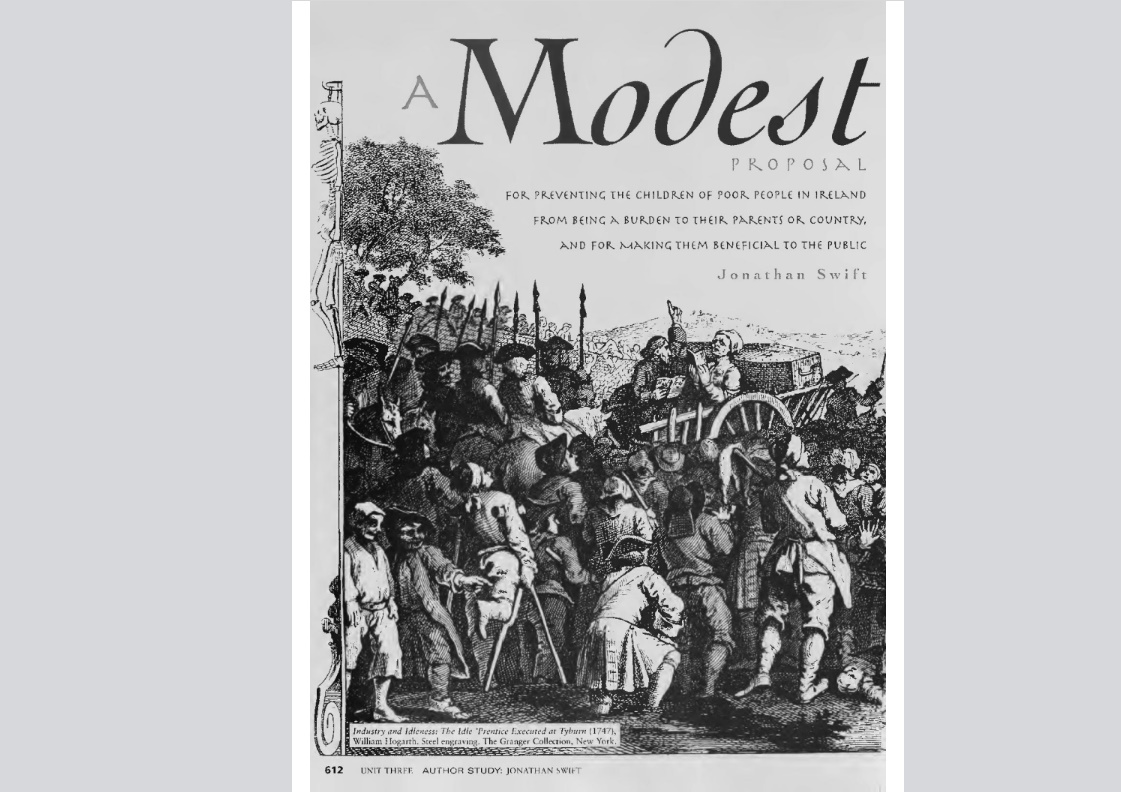 A Modest
PROPOSAL
FOR PREVENTING THE CHILDREN OF POOR PEOPLE IN IRELAND
FROM BEING A BURDEN TO THEIR PARENTS OR COUNTRY,
AND FOR MAKING THEM BENEFICIAL TO THE PUBLIC
Jonathan Swift
Industry and Idleness: The Idle 'Prentice Executed at Tyburn (1747),
William Hogarth. Steel engraving. The Granger Collection, New York.
612 UNIT THREE AUTHOR STUDY: JONATHAN SWIFT